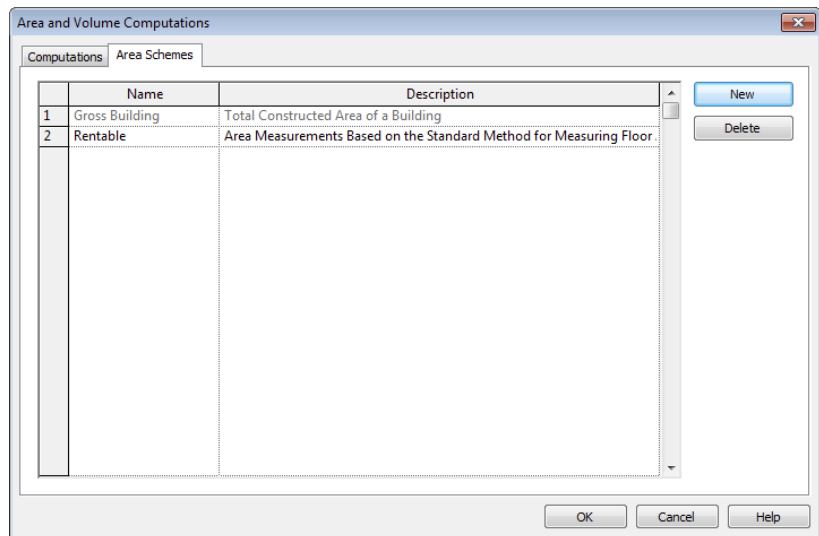 Area and Volume Computations
Computations Area Schemes
Name Description
1 Gross Building Total Constructed Area of a Building
2 Rentable Area Measurements Based on the Standard Method for Measuring Floor
New
Delete
OK Cancel Help